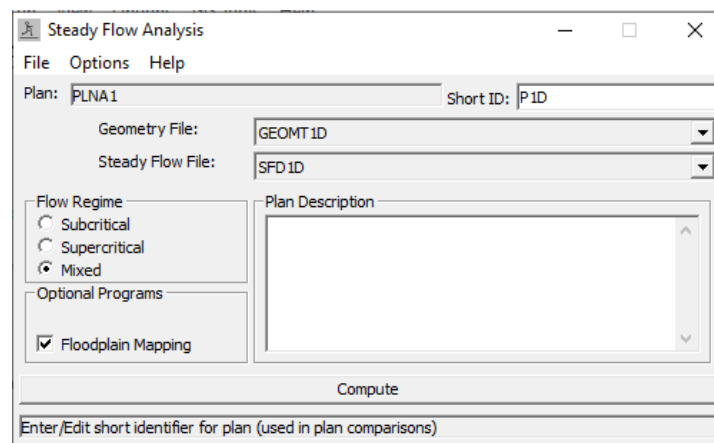 Steady Flow Analysis
File Options Help
Plan: PLNA1 Short ID: P1D
Geometry File: GEOMT1D
Steady Flow File: SFD1D
Flow Regime
Subcritical
Supercritical
Mixed
Plan Description
Optional Programs
Floodplain Mapping
Compute
Enter/Edit short identifier for plan (used in plan comparisons)